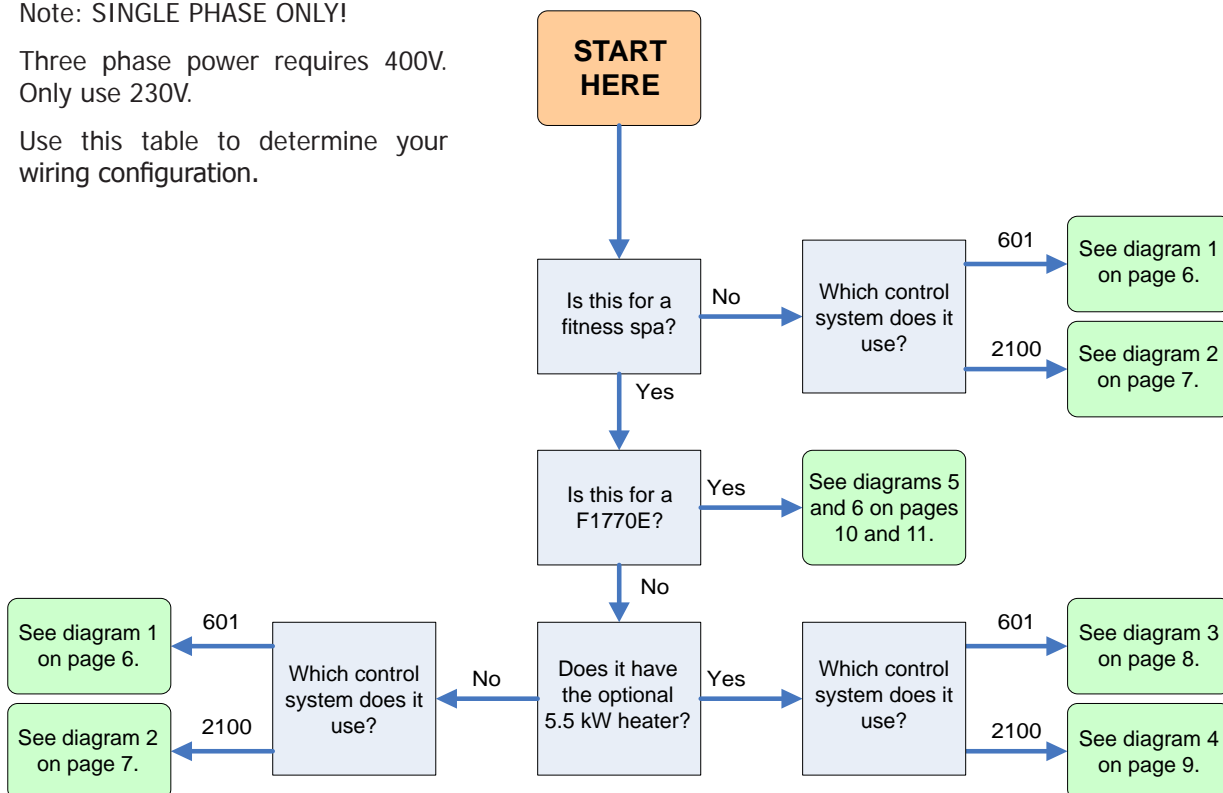 Note: SINGLE PHASE ONLY!
Three phase power requires 400V.
Only use 230V.
Use this table to determine your
wiring configuration.
START
HERE
Is this for a
fitness spa?
No
Which control
system does it
use?
601
See diagram 1
on page 6.
2100
See diagram 2
on page 7.
Yes
Is this for a
F1770E?
Yes
See diagrams 5
and 6 on pages
10 and 11.
No
Does it have
the optional
5.5 kW heater?
No
Which control
system does it
use?
601
See diagram 1
on page 6.
2100
See diagram 2
on page 7.
Yes
Which control
system does it
use?
601
See diagram 3
on page 8.
2100
See diagram 4
on page 9.